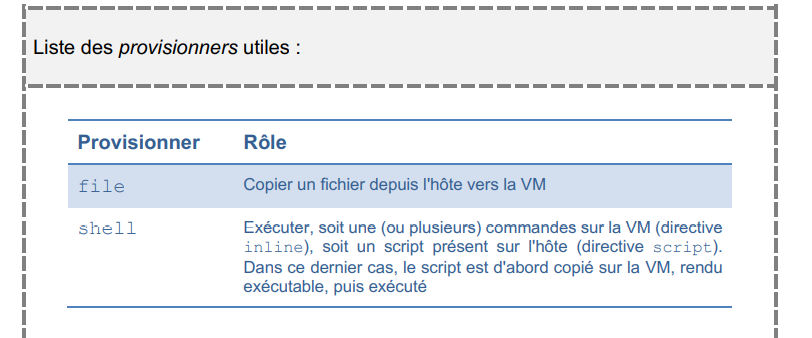 Liste des provisionners utiles :
Provisionner Rôle
file Copier un fichier depuis l'hôte vers la VM
shell Exécuter, soit une (ou plusieurs) commandes sur la VM (directive
inline), soit un script présent sur l'hôte (directive script).
Dans ce dernier cas, le script est d'abord copié sur la VM, rendu
exécutable, puis exécuté